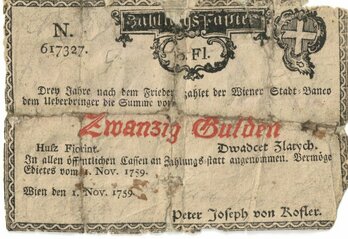 Zahlungs Papier
N.
617327.
Fl.
Drey Jahre nach dem Frieden zahlet der Wiener Stadt-Banco
dem Ueberbringer die Summe von
Zwanzig Gulden
Husz Fiorint. Dwadcet Zlatych.
In allen öffentlichen Cassen an Zahlungs-statt angenommen. Vermöge
Edictes vom 1. Nov. 1759.
Wien den 1. Nov. 1759.
Peter Joseph von Kofler.